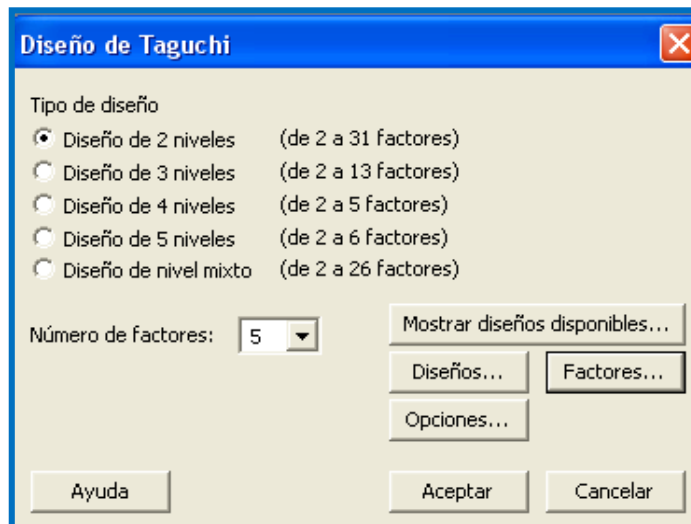 Diseño de Taguchi
Tipo de diseño
Diseño de 2 niveles (de 2 a 31 factores)
Diseño de 3 niveles (de 2 a 13 factores)
Diseño de 4 niveles (de 2 a 5 factores)
Diseño de 5 niveles (de 2 a 6 factores)
Diseño de nivel mixto (de 2 a 26 factores)
Número de factores: 5
Mostrar diseños disponibles...
Diseños... Factores...
Opciones...
Ayuda Aceptar Cancelar